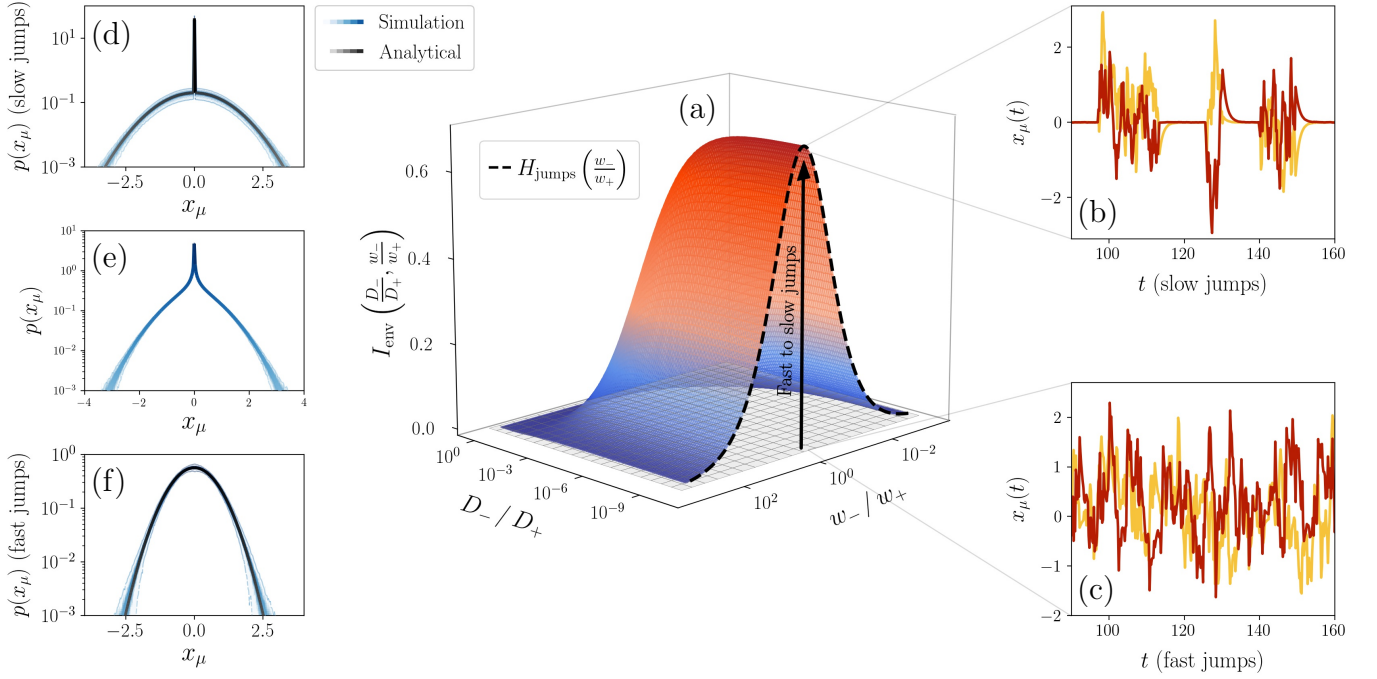 (d)
10^1
10^{-1}
10^{-3}
p(x_μ) (slow jumps)
−2.5
0.0
2.5
x_μ
Simulation
Analytical
(e)
10^1
10^0
10^{-1}
10^{-2}
10^{-3}
p(x_μ)
−4
−2
0
2
4
x_μ
(f)
10^0
10^{-1}
10^{-2}
10^{-3}
p(x_μ) (fast jumps)
−2.5
0.0
2.5
x_μ
(a)
H_jumps (w_−/w_+)
0.6
0.4
0.2
0.0
I_env (D_−/D_+, w_−/w_+)
Fast to slow jumps
10^0
10^{-3}
10^{-6}
10^{-9}
D_− / D_+
10^2
10^0
10^{-2}
w_− / w_+
(b)
2
0
−2
x_μ(t)
100
120
140
160
t (slow jumps)
(c)
2
1
0
-1
−2
x_μ(t)
100
120
140
160
t (fast jumps)